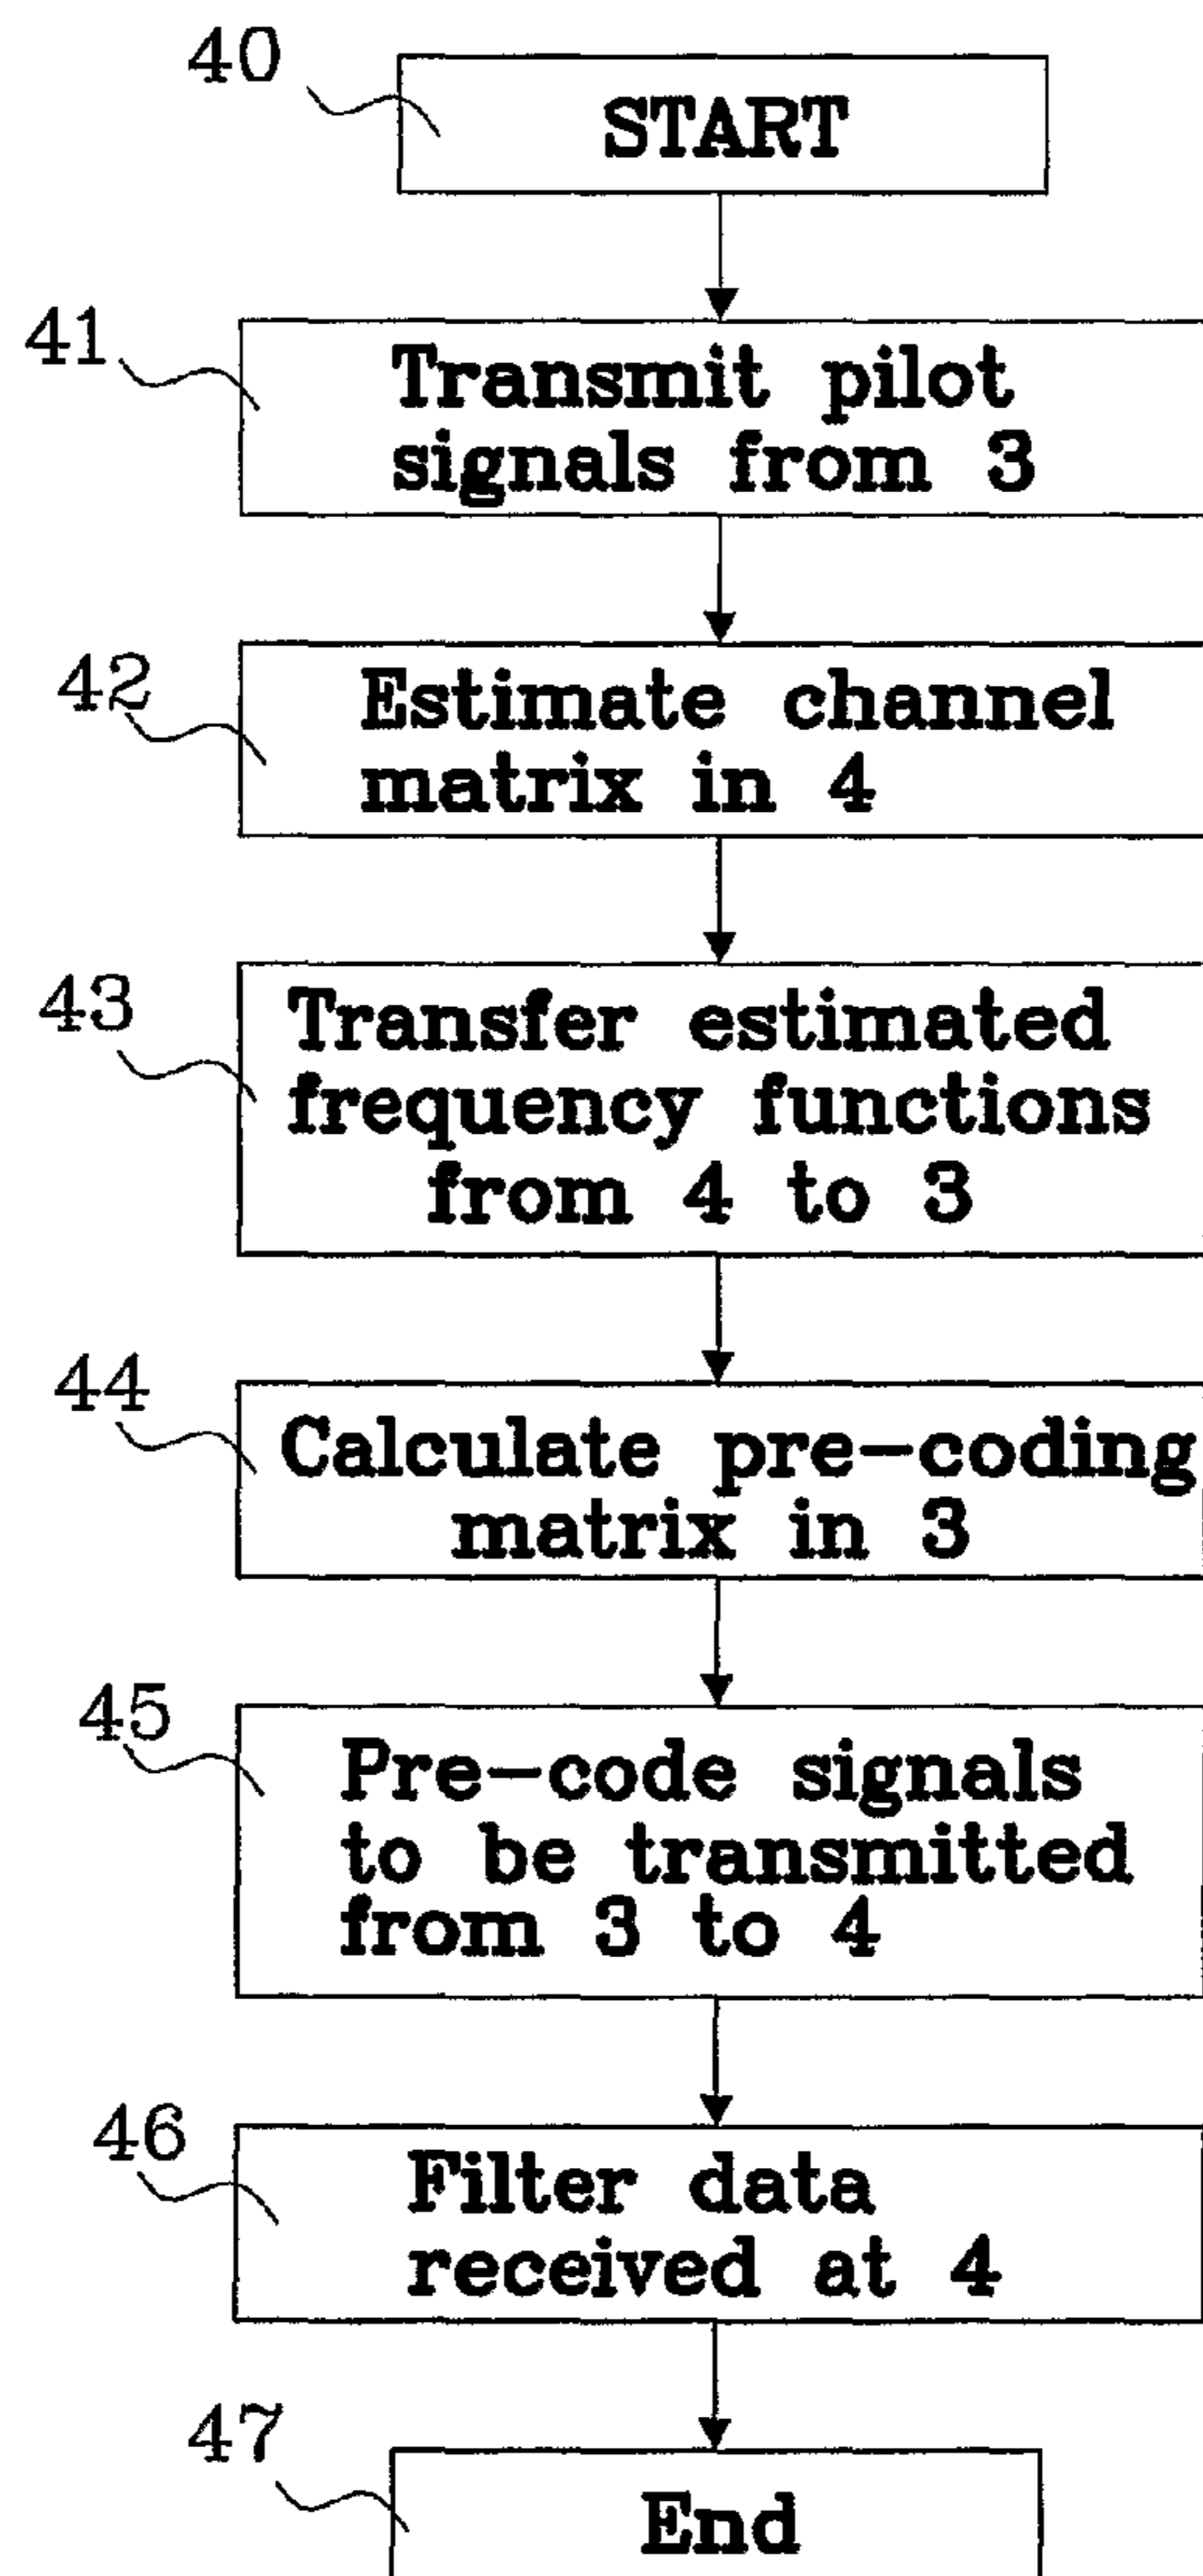 40
START
41
Transmit pilot
signals from 3
42
Estimate channel
matrix in 4
43
Transfer estimated
frequency functions
from 4 to 3
44
Calculate pre-coding
matrix in 3
45
Pre-code signals
to be transmitted
from 3 to 4
46
Filter data
received at 4
47
End